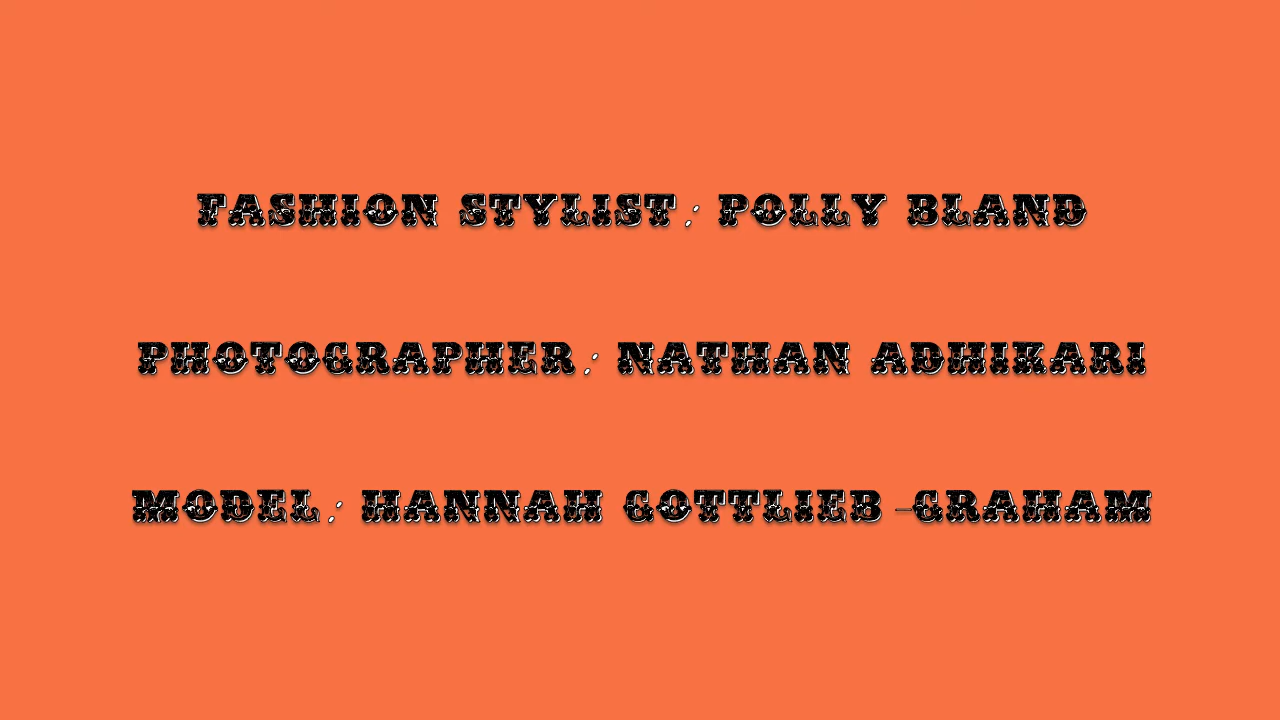 FASHION STYLIST : POLLY BLAND
PHOTOGRAPHER : NATHAN ADHIKARI
MODEL : HANNAH GOTTLIEB -GRAHAM